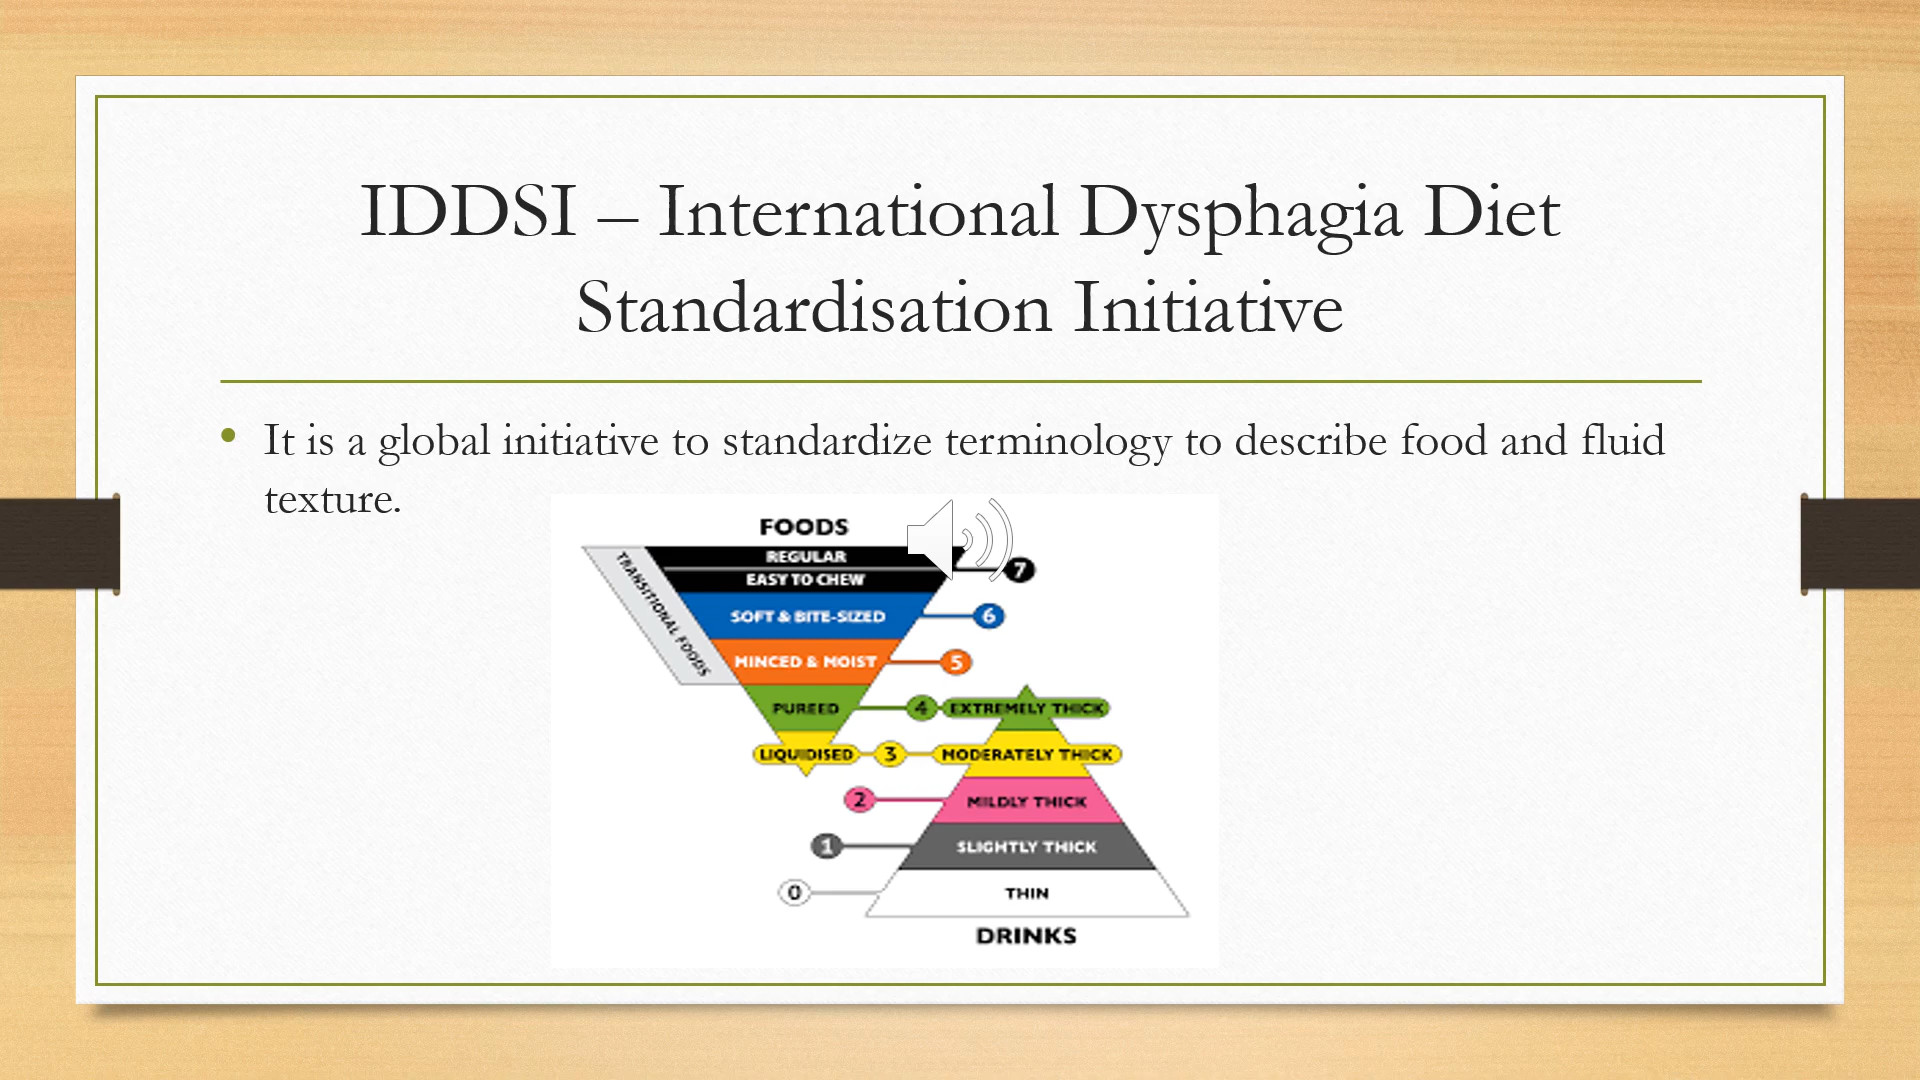 IDDSI – International Dysphagia Diet
Standardisation Initiative
• It is a global initiative to standardize terminology to describe food and fluid
texture.
FOODS
TRANSITIONAL FOODS
REGULAR
EASY TO CHEW
7
SOFT & BITE-SIZED
6
MINCED & MOIST
5
PUREED
4
EXTREMELY THICK
LIQUIDISED
3
MODERATELY THICK
2
MILDLY THICK
1
SLIGHTLY THICK
0
THIN
DRINKS